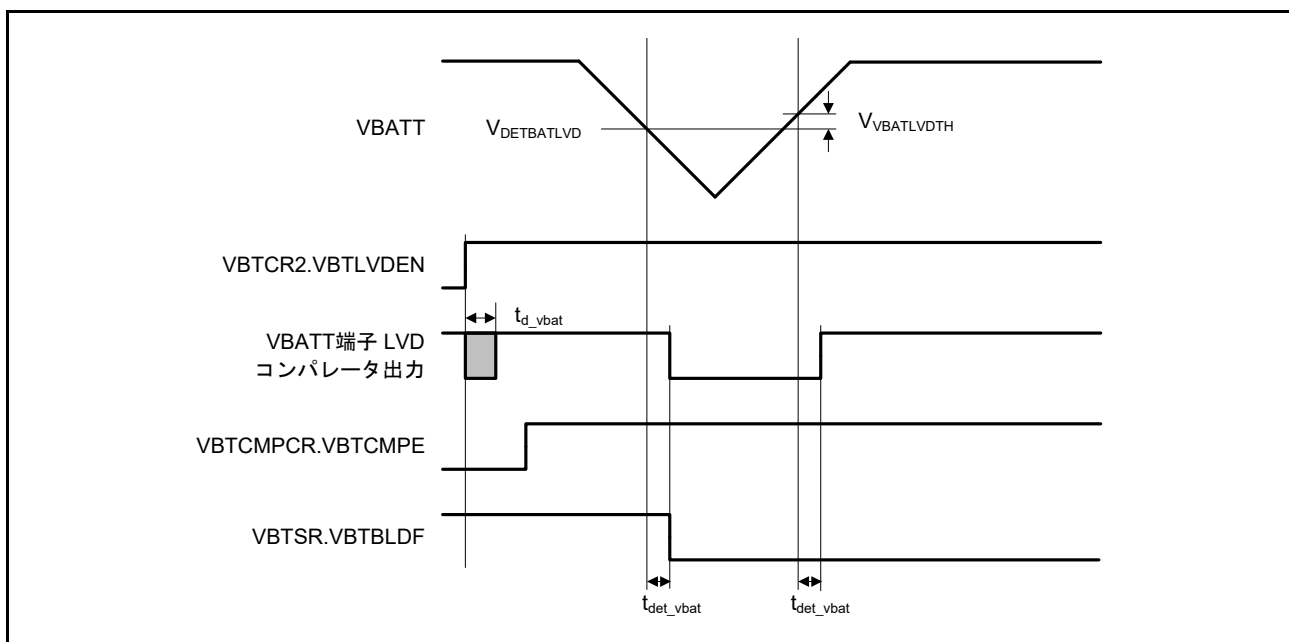 VBATT
VDETBATLVD
VVBATLVDTH
VBTCR2.VBTLVDEN
td_vbat
VBATT端子 LVD
コンパレータ出力
VBTCMPCR.VBTCMPE
VBTSR.VBTBLDF
tdet_vbat
tdet_vbat